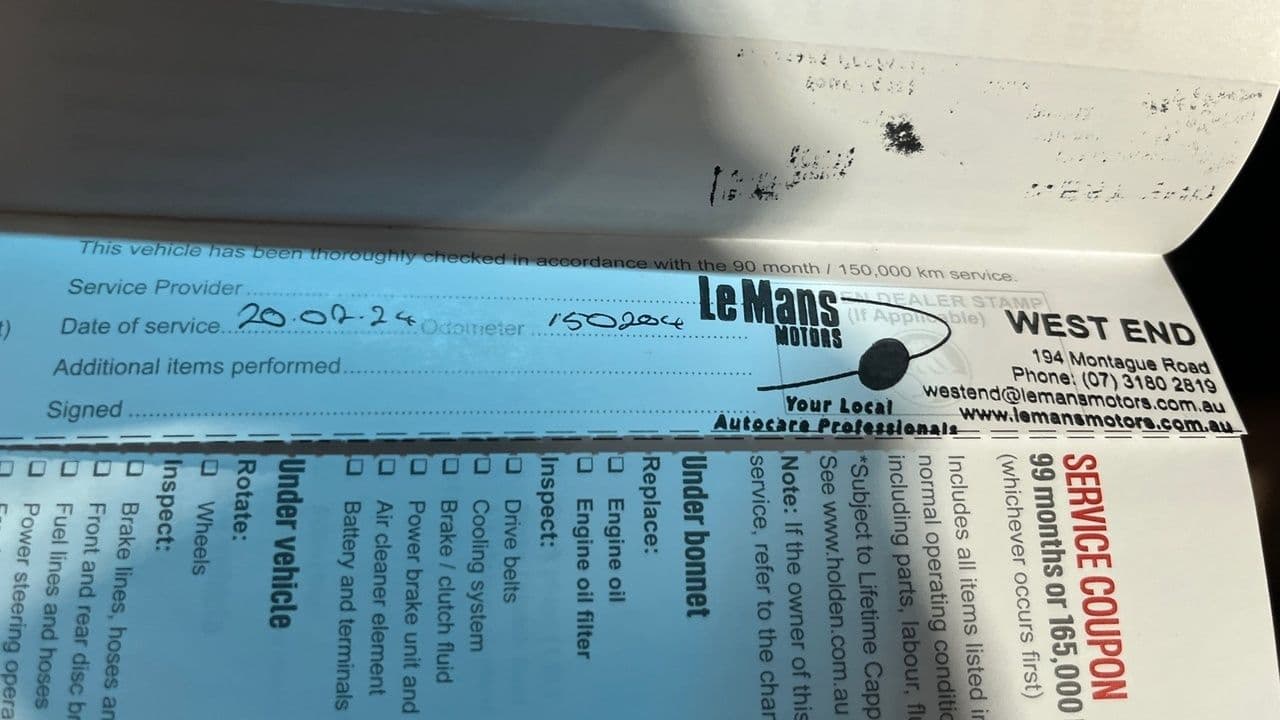 This vehicle has been thoroughly checked in accordance with the 90 month / 150,000 km service.
Service Provider
Date of service 20.07.24 Odometer 150204
Additional items performed
Signed
EN DEALER STAMP
(If Applicable)
LeMans
MOTORS
Your Local
Autocare Professionals
WEST END
194 Montague Road
Phone: (07) 3180 2819
westend@lemansmotors.com.au
www.lemansmotors.com.au
SERVICE COUPON
99 months or 165,000
(whichever occurs first)
Includes all items listed
normal operating conditio
including parts, labour, fl
*Subject to Lifetime Capp
See www.holden.com.au
Note: If the owner of this
service, refer to the char
Under bonnet
Replace:
Engine oil
Engine oil filter
Inspect:
Drive belts
Cooling system
Brake / clutch fluid
Power brake unit and
Air cleaner element
Battery and terminals
Under vehicle
Rotate:
Wheels
Inspect:
Brake lines, hoses an
Front and rear disc br
Fuel lines and hoses
Power steering opera